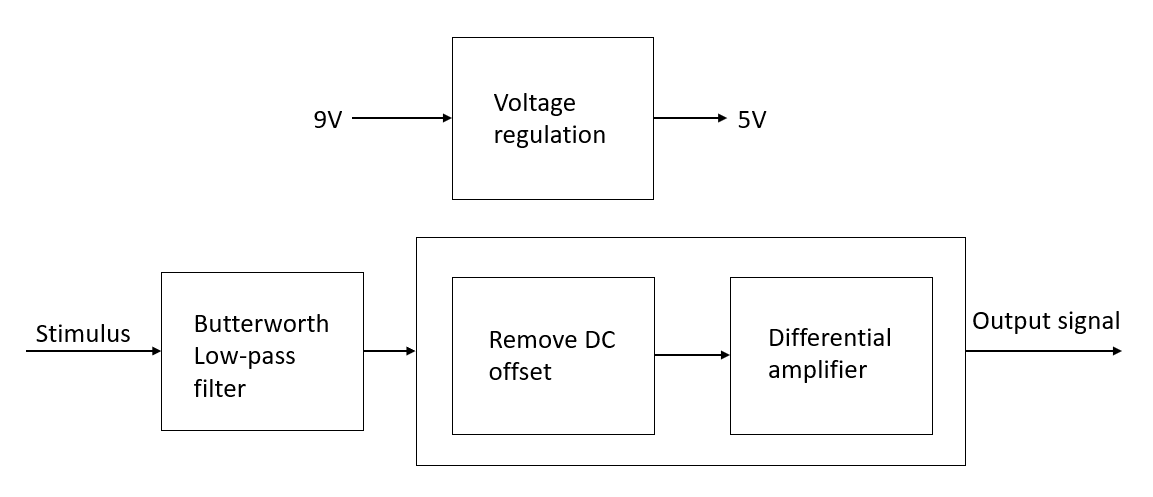 9V
Voltage
regulation
5V
Stimulus
Butterworth
Low-pass
filter
Remove DC
offset
Differential
amplifier
Output signal